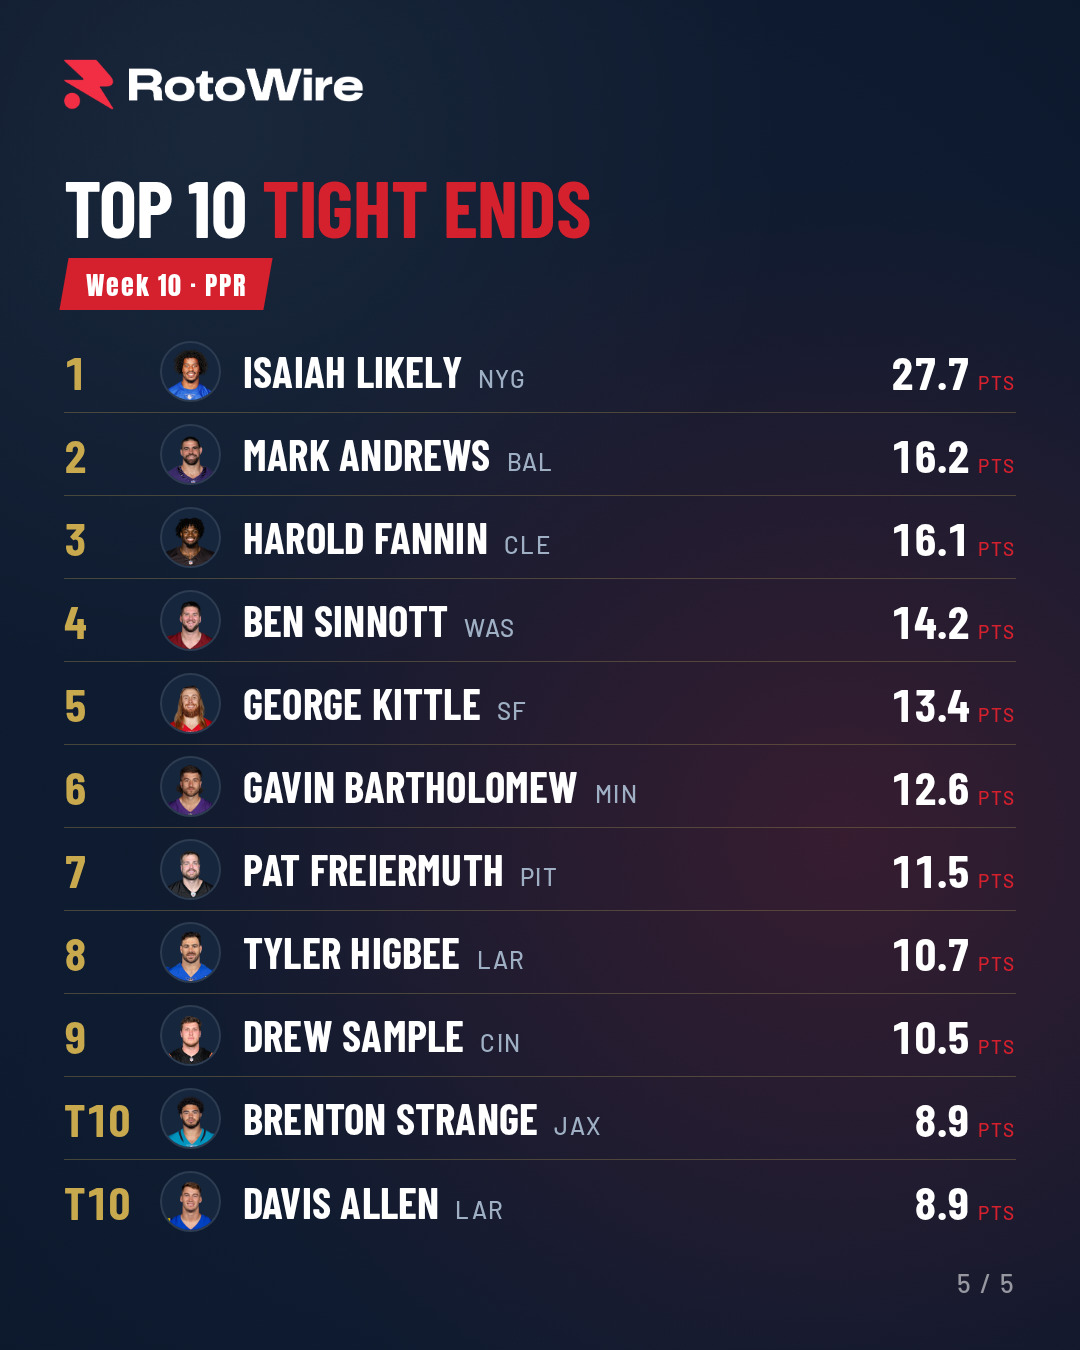 RotoWire
TOP 10 TIGHT ENDS
Week 10 · PPR
1 ISAIAH LIKELY NYG 27.7 PTS
2 MARK ANDREWS BAL 16.2 PTS
3 HAROLD FANNIN CLE 16.1 PTS
4 BEN SINNOTT WAS 14.2 PTS
5 GEORGE KITTLE SF 13.4 PTS
6 GAVIN BARTHOLOMEW MIN 12.6 PTS
7 PAT FREIERMUTH PIT 11.5 PTS
8 TYLER HIGBEE LAR 10.7 PTS
9 DREW SAMPLE CIN 10.5 PTS
T10 BRENTON STRANGE JAX 8.9 PTS
T10 DAVIS ALLEN LAR 8.9 PTS
5 / 5